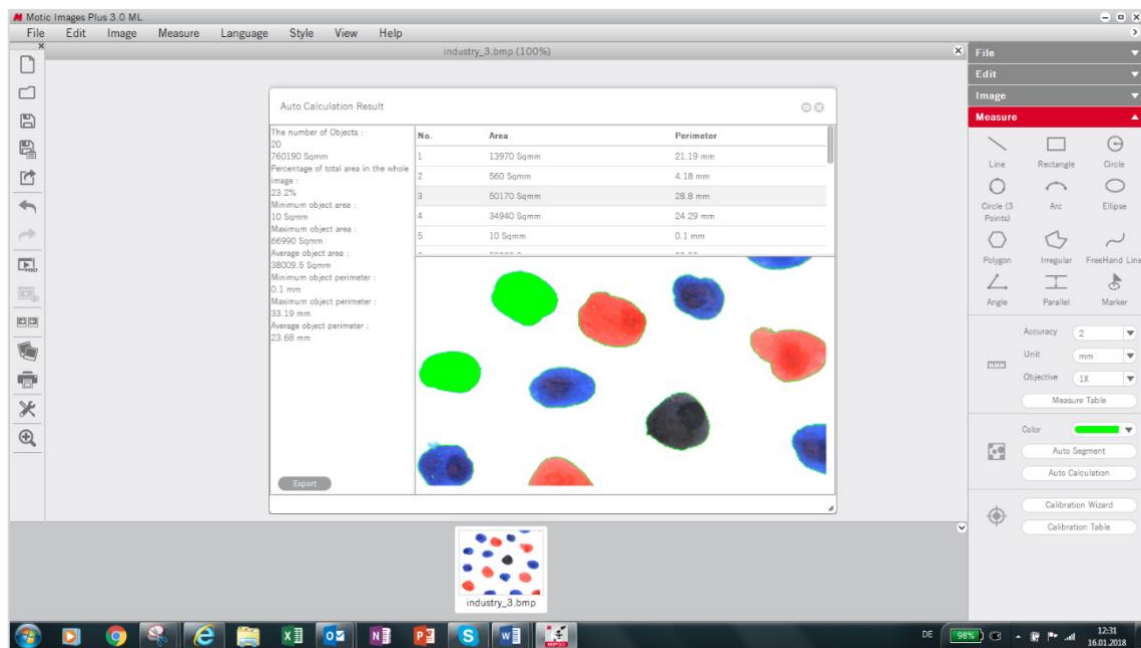 Motic Images Plus 3.0 ML
File Edit Image Measure Language Style View Help
industry_3.bmp (100%)
Auto Calculation Result
The number of Objects :
20
760190 Sqmm
Percentage of total area in the whole
image :
23.2%
Minimum object area :
10 Sqmm
Maximum object area :
66990 Sqmm
Average object area :
38009.5 Sqmm
Minimum object perimeter :
0.1 mm
Maximum object perimeter :
33.19 mm
Average object perimeter :
23.68 mm
Export
No. Area Perimeter
1 13970 Sqmm 21.19 mm
2 560 Sqmm 4.18 mm
3 50170 Sqmm 28.8 mm
4 34940 Sqmm 24.29 mm
5 10 Sqmm 0.1 mm
File
Edit
Image
Measure
Line Rectangle Circle
Circle (3
Points) Arc Ellipse
Polygon Irregular FreeHand Line
Angle Parallel Marker
Accuracy 2
Unit mm
Objective 1X
Measure Table
Color
Auto Segment
Auto Calculation
Calibration Wizard
Calibration Table
industry_3.bmp
DE 98% 12:31
16.01.2018